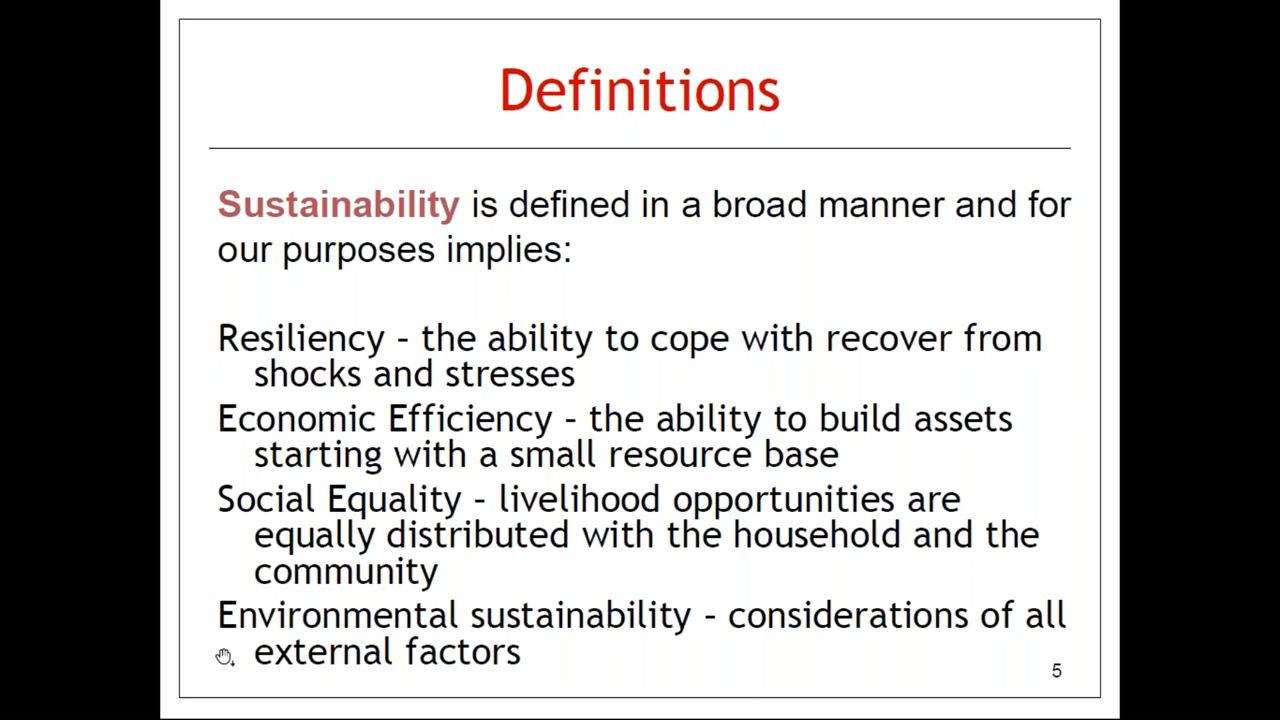 Definitions
Sustainability is defined in a broad manner and for
our purposes implies:
Resiliency – the ability to cope with recover from
shocks and stresses
Economic Efficiency – the ability to build assets
starting with a small resource base
Social Equality – livelihood opportunities are
equally distributed with the household and the
community
Environmental sustainability – considerations of all
external factors
5